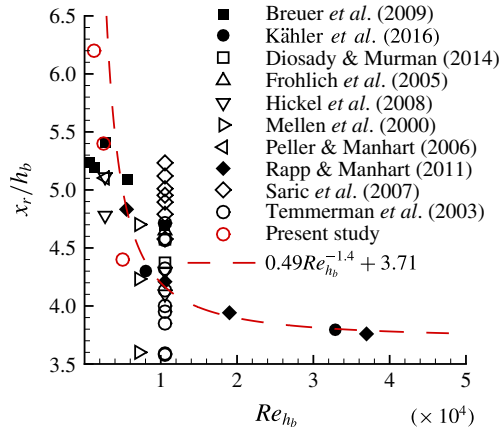 6.5
6.0
5.5
5.0
4.5
4.0
3.5
x_r/h_b
Breuer et al. (2009)
Kähler et al. (2016)
Diosady & Murman (2014)
Frohlich et al. (2005)
Hickel et al. (2008)
Mellen et al. (2000)
Peller & Manhart (2006)
Rapp & Manhart (2011)
Saric et al. (2007)
Temmerman et al. (2003)
Present study
0.49Re_{h_b}^{-1.4} + 3.71
0 1 2 3 4 5
Re_{h_b} (× 10^4)